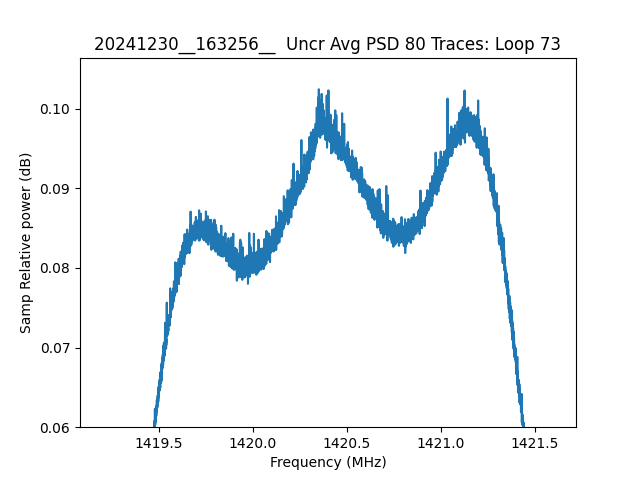 20241230__163256__  Uncr Avg PSD 80 Traces: Loop 73
Samp Relative power (dB)
0.10
0.09
0.08
0.07
0.06
1419.5 1420.0 1420.5 1421.0 1421.5
Frequency (MHz)